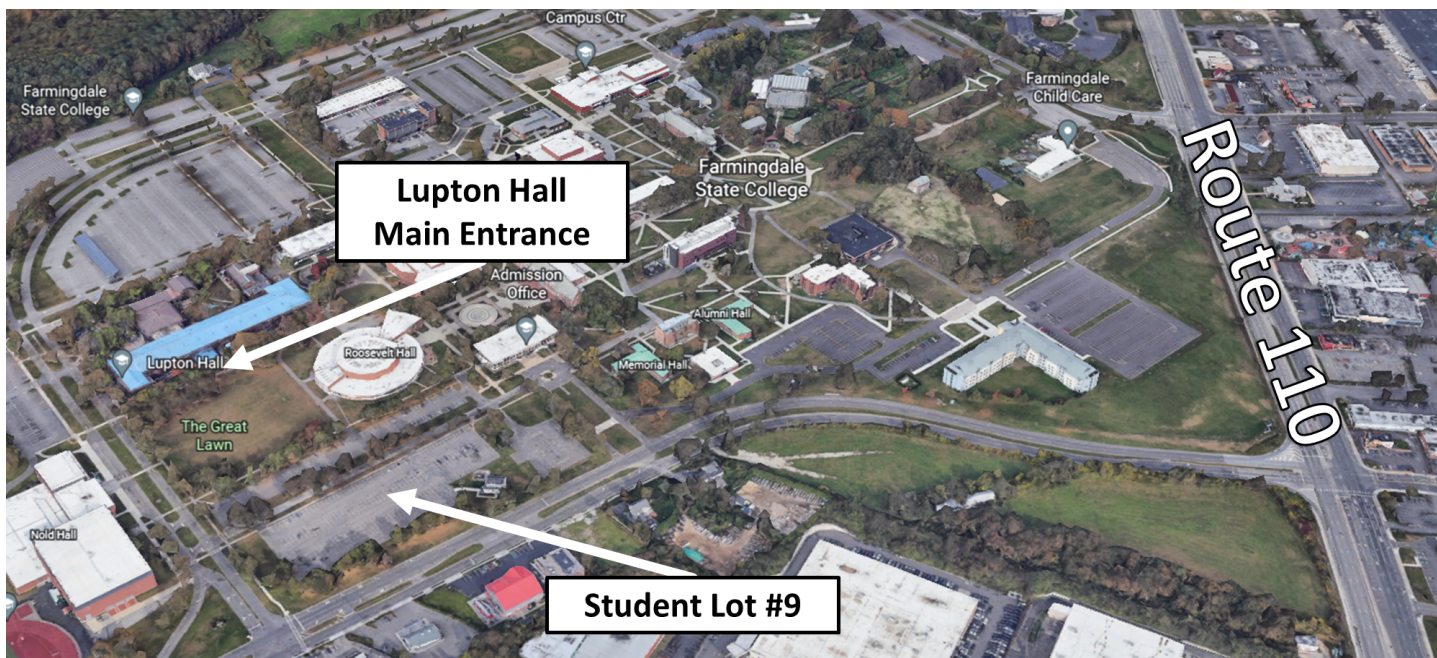 Campus Ctr
Farmingdale
State College
Farmingdale
Child Care
Route 110
Farmingdale
State College
Lupton Hall
Main Entrance
Admission
Office
Alumni Hall
Lupton Hall
Roosevelt Hall
Memorial Hall
The Great
Lawn
Nold Hall
Student Lot #9